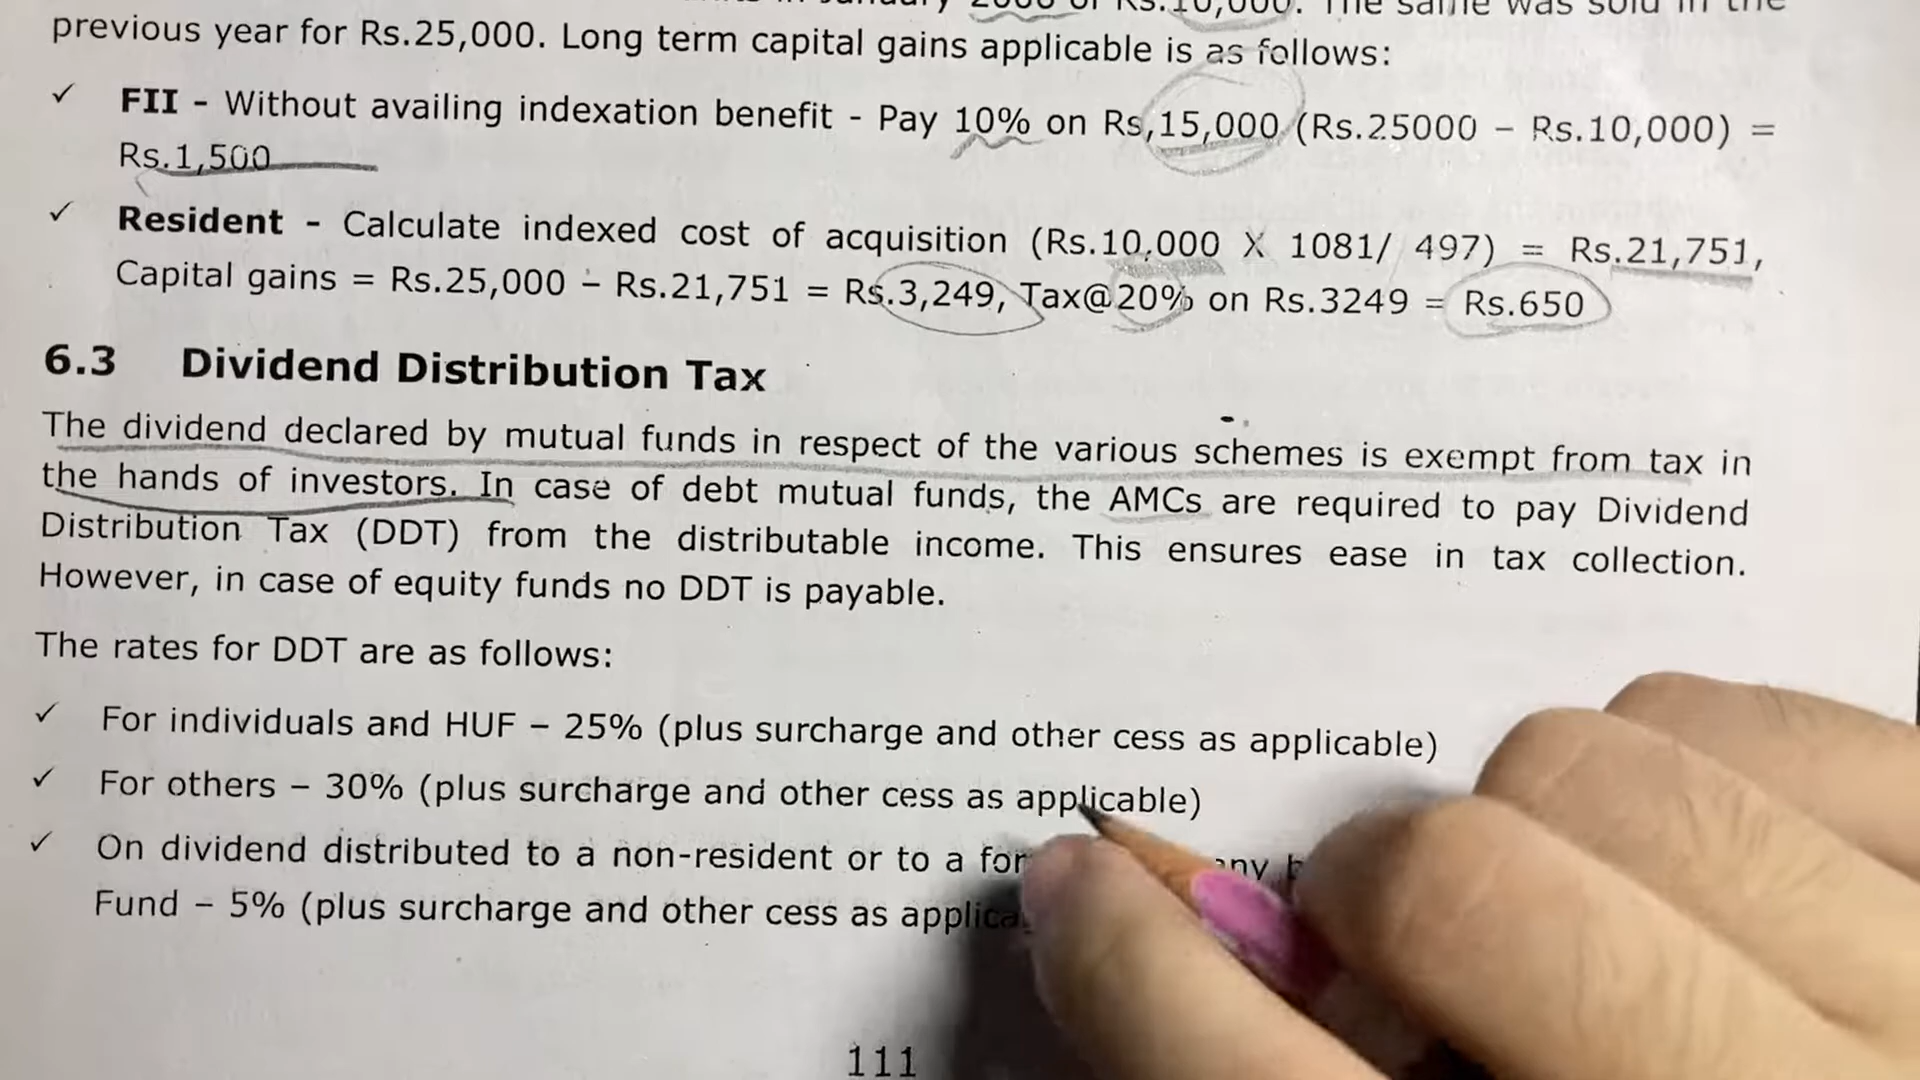 previous year for Rs.25,000. Long term capital gains applicable is as follows:
✓ FII - Without availing indexation benefit - Pay 10% on Rs,15,000 (Rs.25000 – Rs.10,000) =
Rs.1,500
✓ Resident - Calculate indexed cost of acquisition (Rs.10,000 X 1081/ 497) = Rs.21,751,
Capital gains = Rs.25,000 – Rs.21,751 = Rs.3,249, Tax@20% on Rs.3249 = Rs.650
6.3 Dividend Distribution Tax
The dividend declared by mutual funds in respect of the various schemes is exempt from tax in
the hands of investors. In case of debt mutual funds, the AMCs are required to pay Dividend
Distribution Tax (DDT) from the distributable income. This ensures ease in tax collection.
However, in case of equity funds no DDT is payable.
The rates for DDT are as follows:
✓ For individuals and HUF – 25% (plus surcharge and other cess as applicable)
✓ For others – 30% (plus surcharge and other cess as applicable)
✓ On dividend distributed to a non-resident or to a
Fund – 5% (plus surcharge and other cess as
111